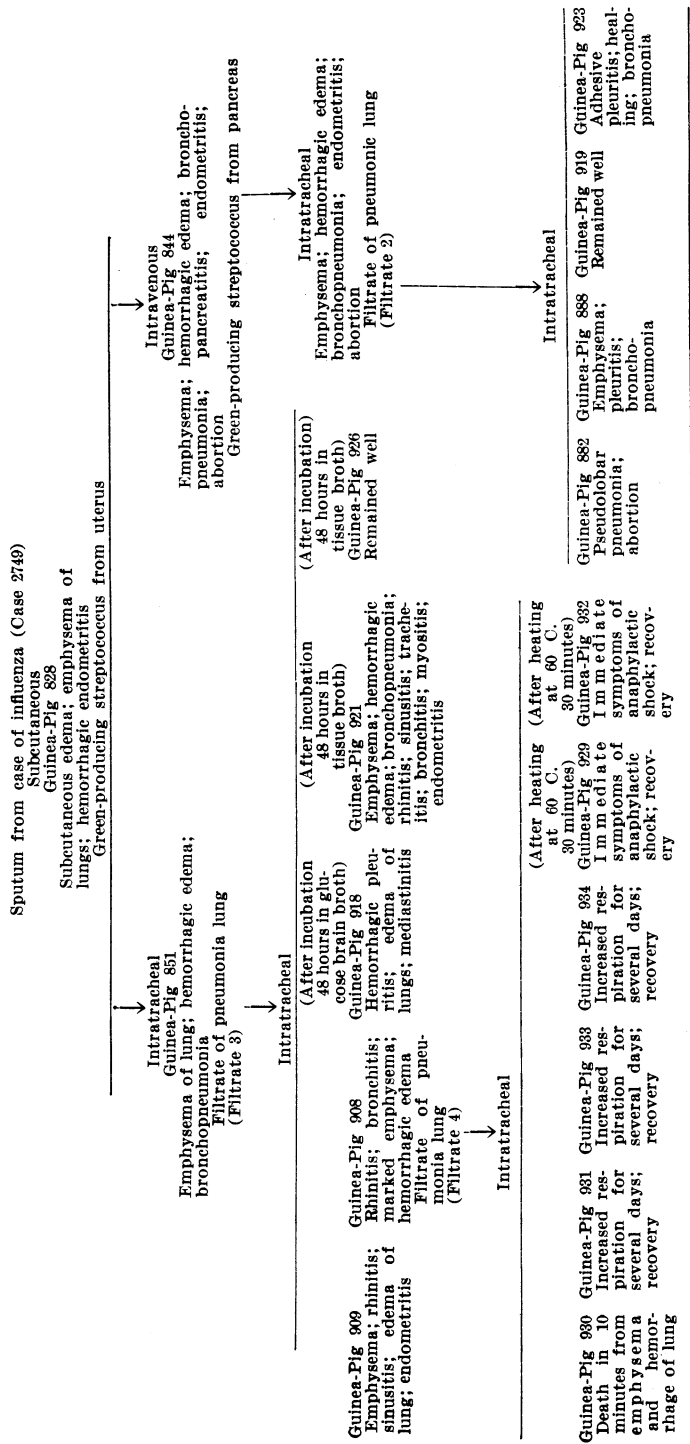 Sputum from case of influenza (Case 2749)
Subcutaneous
Guinea-Pig 828
Subcutaneous edema; emphysema of
lungs; hemorrhagic endometritis
Green-producing streptococcus from uterus
Intratracheal
Guinea-Pig 851
Emphysema of lung; hemorrhagic edema;
bronchopneumonia
Filtrate of pneumonia lung
(Filtrate 3)
Intravenous
Guinea-Pig 844
Emphysema; hemorrhagic edema; broncho-
pneumonia; pancreatitis; endometritis;
abortion
Green-producing streptococcus from pancreas
Intratracheal
Guinea-Pig 909
Emphysema; rhinitis;
sinusitis; edema of
lung; endometritis
Guinea-Pig 908
Rhinitis; bronchitis;
marked emphysema;
hemorrhagic edema
Filtrate of pneu-
monia lung
(Filtrate 4)
(After incubation
48 hours in glu-
cose brain broth)
Guinea-Pig 918
Hemorrhagic pleu-
ritis; edema of
lungs; mediastinitis
(After incubation
48 hours in
tissue broth)
Guinea-Pig 921
Emphysema; hemorrhagic
edema; bronchopneumonia;
rhinitis; sinusitis; trache-
itis; bronchitis; myositis;
endometritis
(After incubation)
48 hours in
tissue broth)
Guinea-Pig 926
Remained well
Intratracheal
Emphysema; hemorrhagic edema;
bronchopneumonia; endometritis;
abortion
Filtrate of pneumonic lung
(Filtrate 2)
Intratracheal
Guinea-Pig 930
Death in 10
minutes from
emphysema
and hemor-
rhage of lung
Guinea-Pig 931
Increased res-
piration for
several days;
recovery
Guinea-Pig 933
Increased res-
piration for
several days;
recovery
Guinea-Pig 934
Increased res-
piration for
several days;
recovery
(After heating
at 60 C.
30 minutes)
Guinea-Pig 929
Immediate
symptoms of
anaphylactic
shock; recov-
ery
(After heating
at 60 C.
30 minutes)
Guinea-Pig 932
Immediate
symptoms of
anaphylactic
shock; recov-
ery
Intratracheal
Guinea-Pig 882
Pseudolobar
pneumonia;
abortion
Guinea-Pig 888
Emphysema;
pleuritis;
broncho-
pneumonia
Guinea-Pig 919
Remained well
Guinea-Pig 923
Adhesive
pleuritis; heal-
ing; broncho-
pneumonia